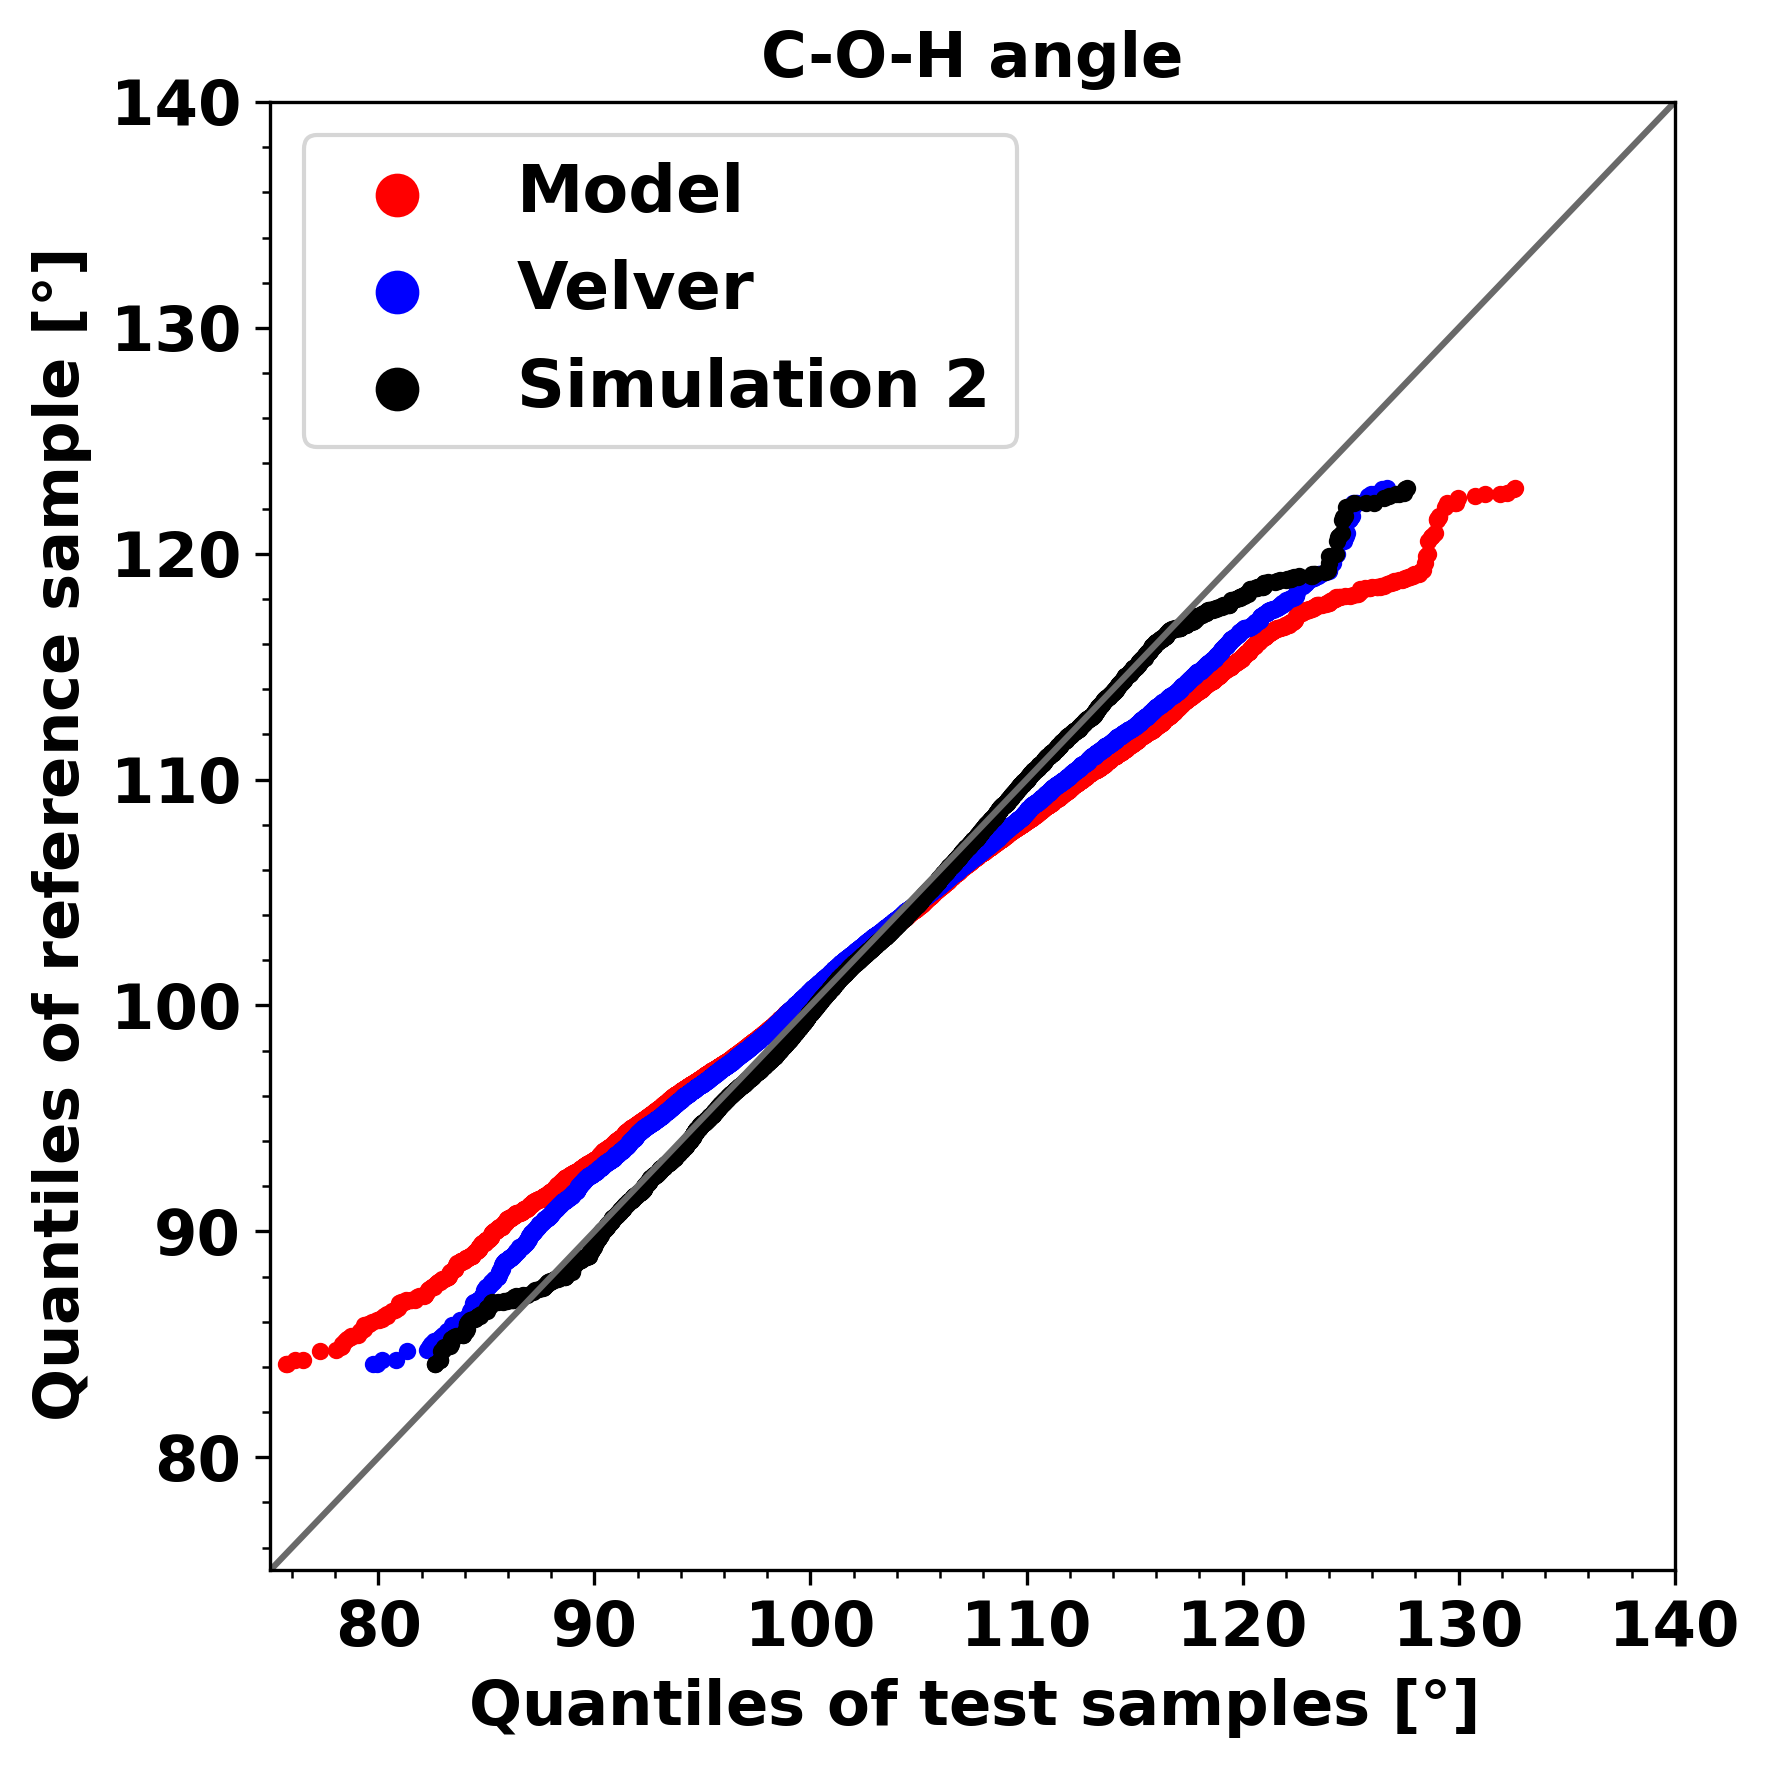 C-O-H angle
140
130
120
110
100
90
80
Quantiles of reference sample [°]
Model
Velver
Simulation 2
80 90 100 110 120 130 140
Quantiles of test samples [°]